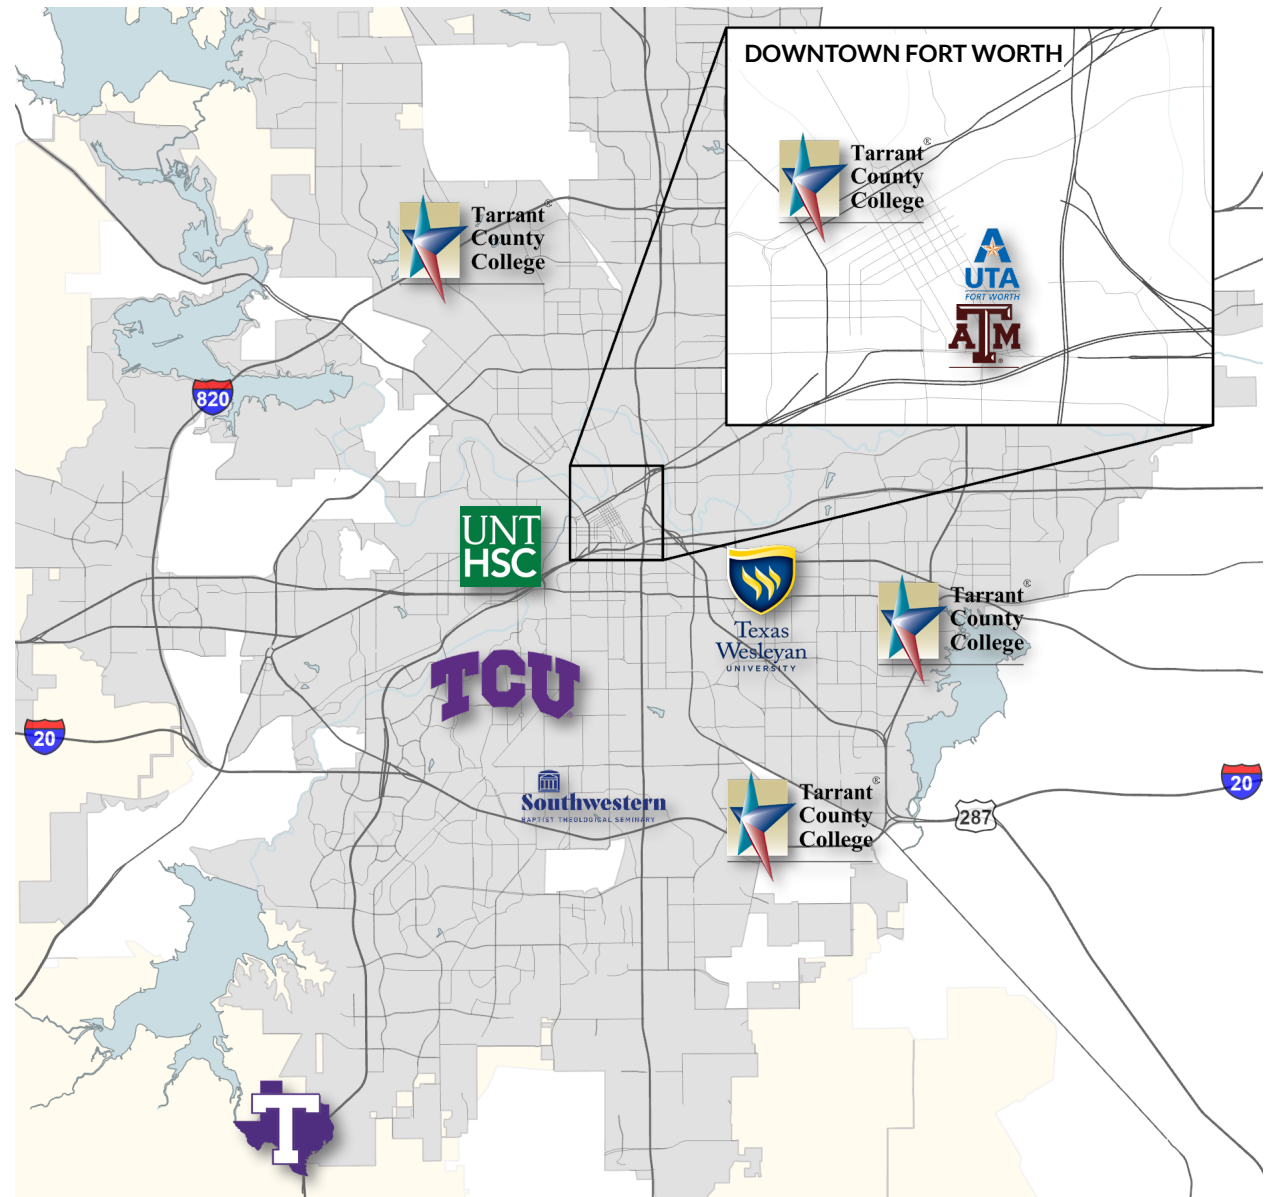 DOWNTOWN FORT WORTH
Tarrant
County
College
®
Tarrant
County
College
®
A
UTA
FORT WORTH
ATM
®
820
UNT
HSC
Texas
Wesleyan
UNIVERSITY
Tarrant
County
College
®
TCU
20
Southwestern
BAPTIST THEOLOGICAL SEMINARY
Tarrant
County
College
®
20
287
T